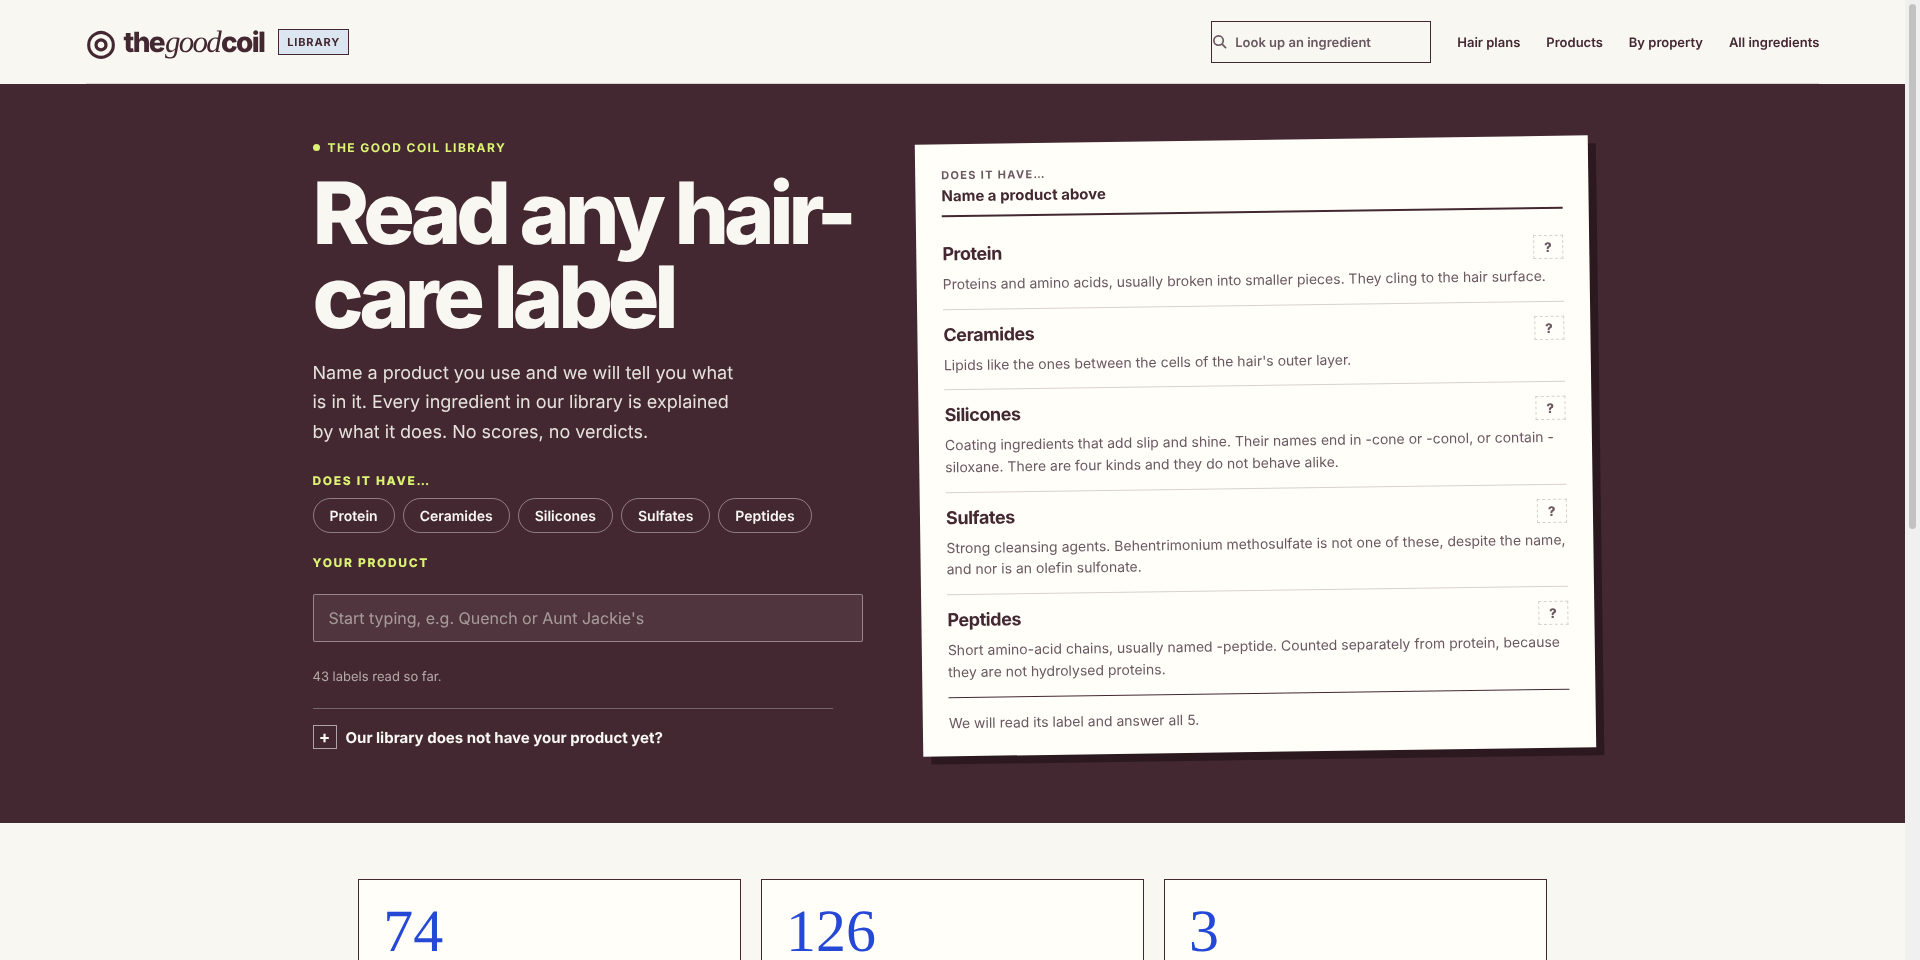 thegoodcoil
LIBRARY
Look up an ingredient
Hair plans
Products
By property
All ingredients
THE GOOD COIL LIBRARY
Read any hair-
care label
Name a product you use and we will tell you what
is in it. Every ingredient in our library is explained
by what it does. No scores, no verdicts.
DOES IT HAVE...
Protein
Ceramides
Silicones
Sulfates
Peptides
YOUR PRODUCT
Start typing, e.g. Quench or Aunt Jackie's
43 labels read so far.
+ Our library does not have your product yet?
DOES IT HAVE...
Name a product above
Protein
?
Proteins and amino acids, usually broken into smaller pieces. They cling to the hair surface.
Ceramides
?
Lipids like the ones between the cells of the hair's outer layer.
Silicones
?
Coating ingredients that add slip and shine. Their names end in -cone or -conol, or contain -
siloxane. There are four kinds and they do not behave alike.
Sulfates
?
Strong cleansing agents. Behentrimonium methosulfate is not one of these, despite the name,
and nor is an olefin sulfonate.
Peptides
?
Short amino-acid chains, usually named -peptide. Counted separately from protein, because
they are not hydrolysed proteins.
We will read its label and answer all 5.
74
126
3